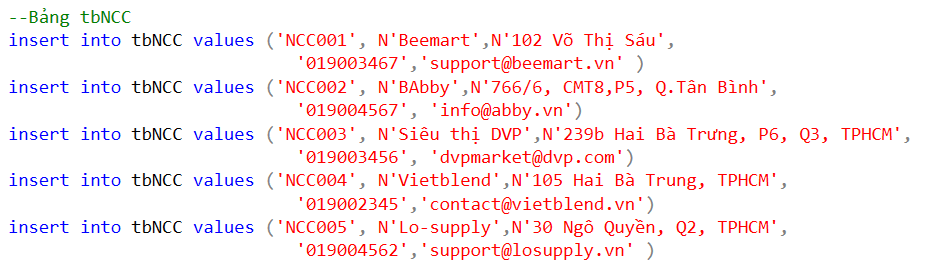 --Bảng tbNCC
insert into tbNCC values ('NCC001', N'Beemart',N'102 Võ Thị Sáu',
'019003467','support@beemart.vn' )
insert into tbNCC values ('NCC002', N'BAbby',N'766/6, CMT8,P5, Q.Tân Bình',
'019004567', 'info@abby.vn')
insert into tbNCC values ('NCC003', N'Siêu thị DVP',N'239b Hai Bà Trưng, P6, Q3, TPHCM',
'019003456', 'dvpmarket@dvp.com')
insert into tbNCC values ('NCC004', N'Vietblend',N'105 Hai Bà Trung, TPHCM',
'019002345','contact@vietblend.vn')
insert into tbNCC values ('NCC005', N'Lo-supply',N'30 Ngô Quyền, Q2, TPHCM',
'019004562','support@losupply.vn' )